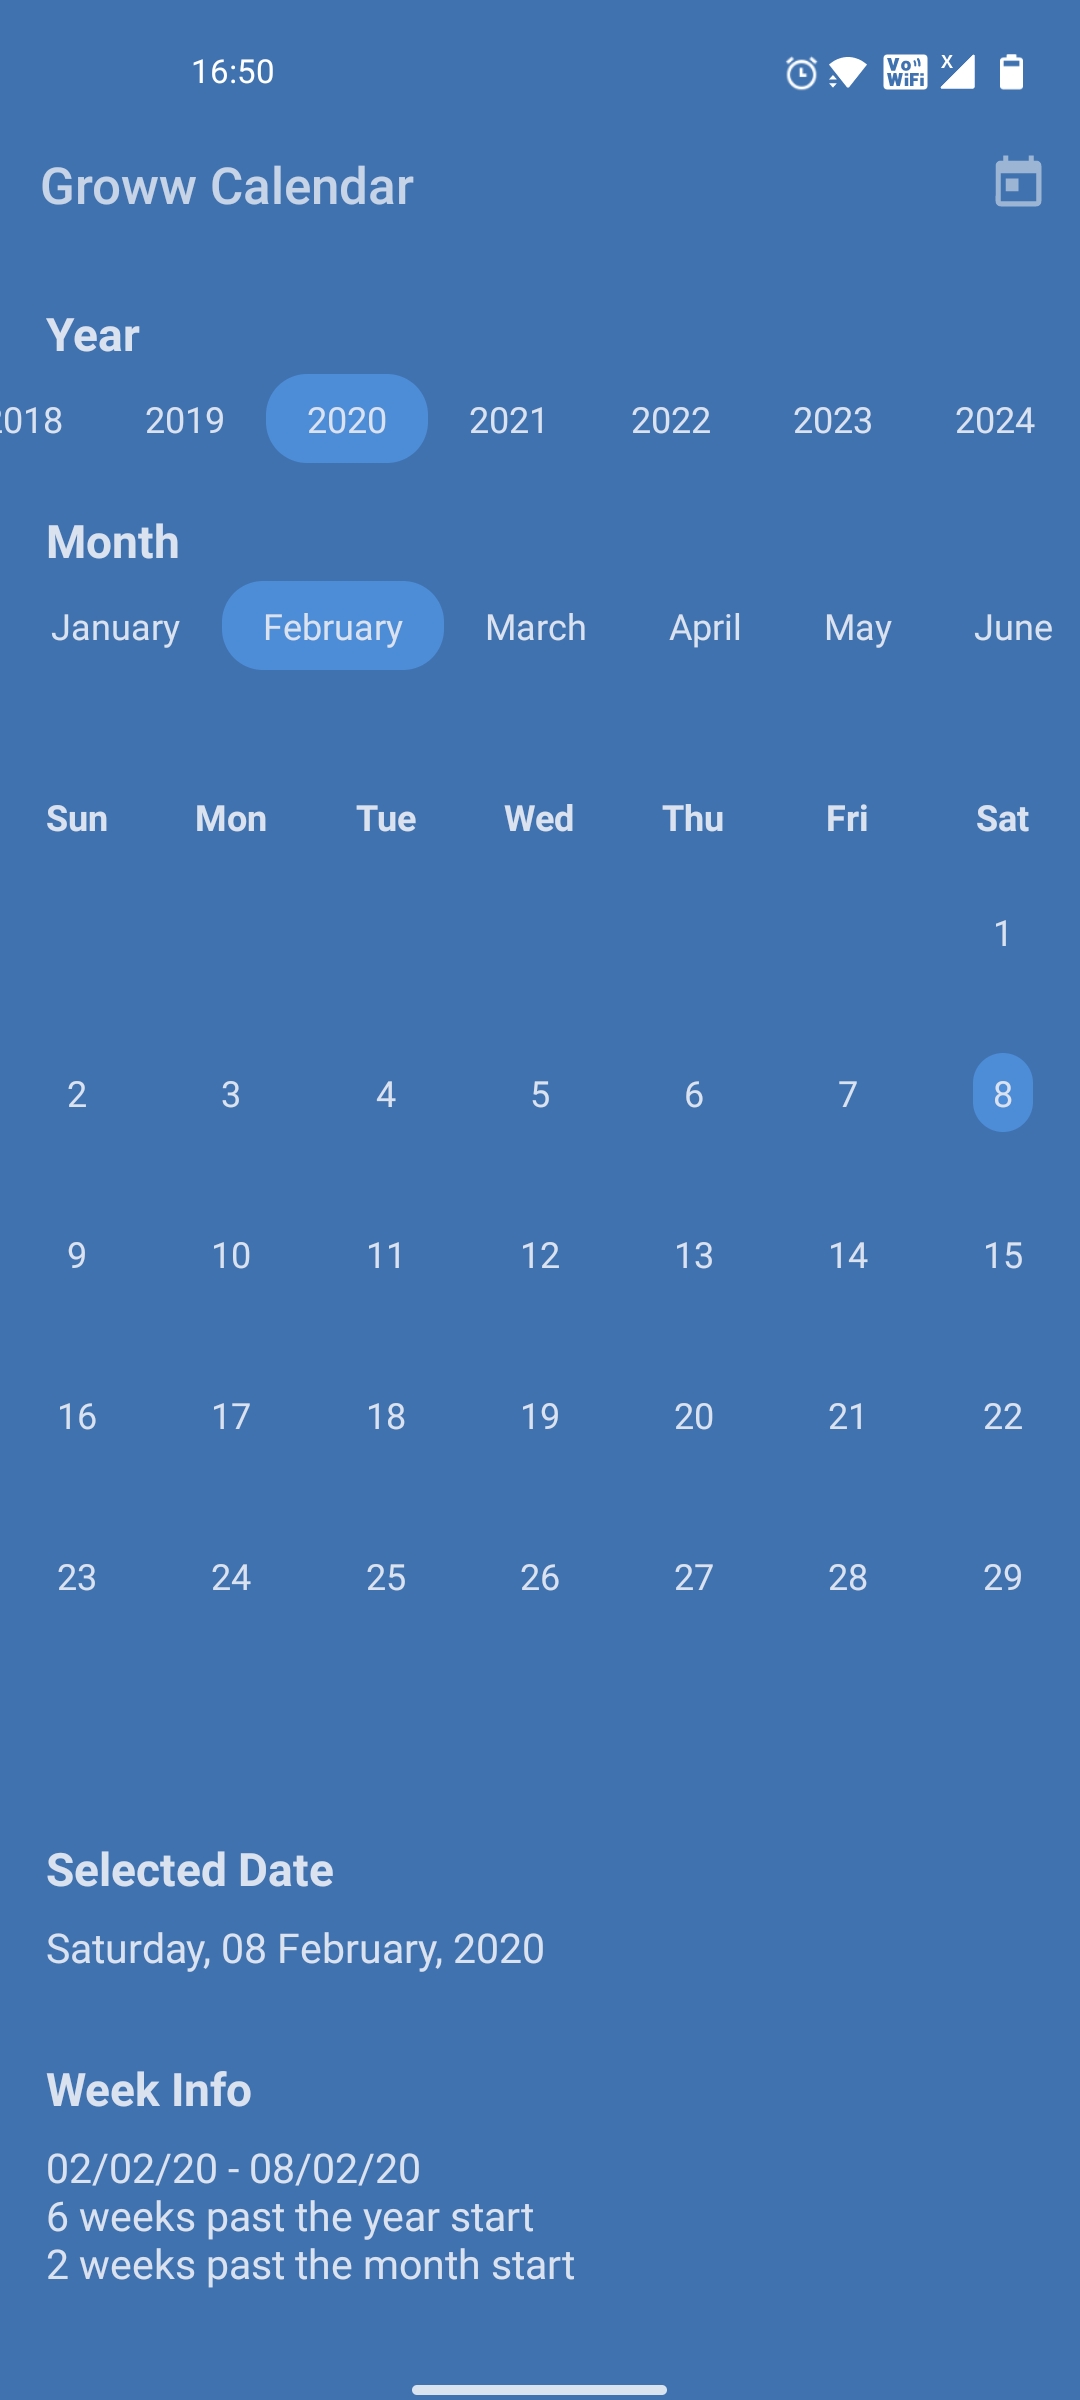 16:50 Vo WiFi X
Groww Calendar
Year
2018 2019 2020 2021 2022 2023 2024
Month
January February March April May June
Sun Mon Tue Wed Thu Fri Sat
1
2 3 4 5 6 7 8
9 10 11 12 13 14 15
16 17 18 19 20 21 22
23 24 25 26 27 28 29
Selected Date
Saturday, 08 February, 2020
Week Info
02/02/20 - 08/02/20
6 weeks past the year start
2 weeks past the month start